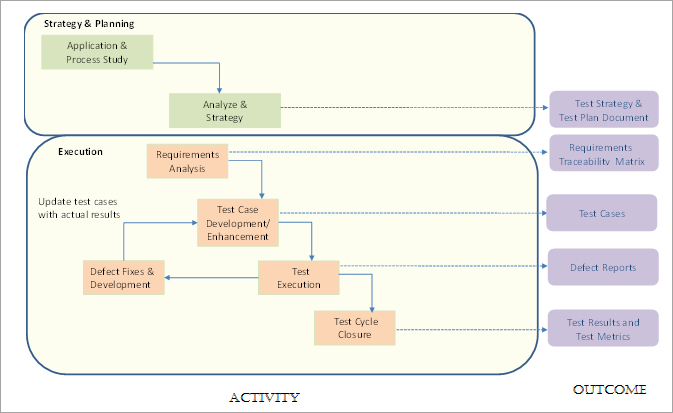 Strategy & Planning
Application &
Process Study
Analyze &
Strategy
Test Strategy &
Test Plan Document
Execution
Requirements
Analysis
Requirements
Traceability Matrix
Update test cases
with actual results
Test Case
Development/
Enhancement
Test Cases
Defect Fixes &
Development
Test
Execution
Defect Reports
Test Cycle
Closure
Test Results and
Test Metrics
ACTIVITY
OUTCOME